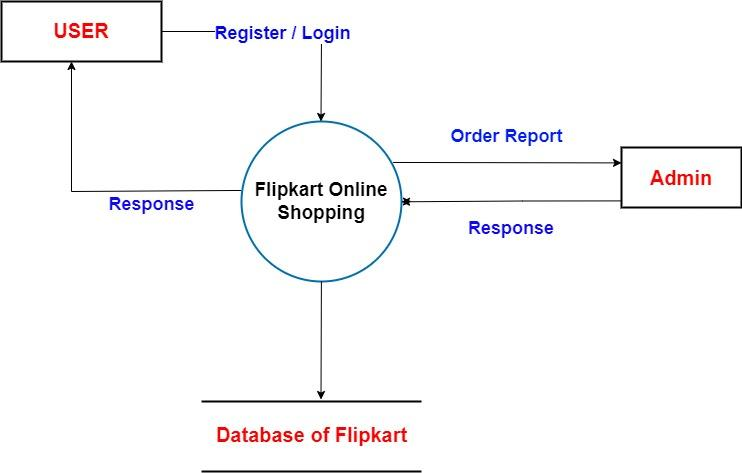 USER
Register / Login
Order Report
Admin
Flipkart Online
Shopping
Response
Response
Database of Flipkart